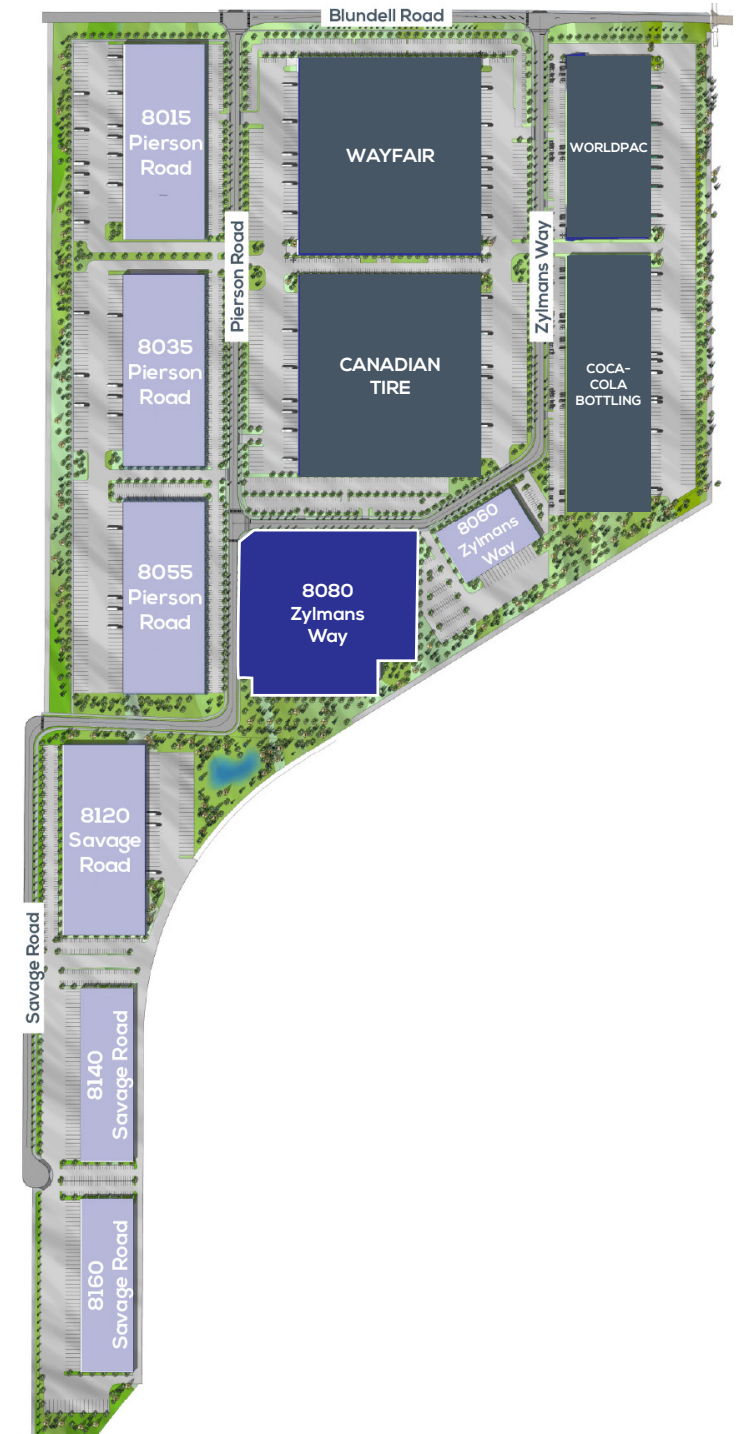 Blundell Road
8015
Pierson
Road
WAYFAIR
WORLDPAC
Pierson Road
Zylmans Way
8035
Pierson
Road
CANADIAN
TIRE
COCA-
COLA
BOTTLING
8060
Zylmans
Way
8055
Pierson
Road
8080
Zylmans
Way
8120
Savage
Road
Savage Road
8140
Savage Road
8160
Savage Road